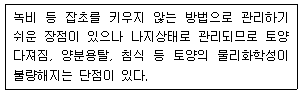 녹비 등 잡초를 키우지 않는 방법으로 관리하기
쉬운 장점이 있으나 나지상태로 관리되므로 토양
다져짐, 양분용탈, 침식 등 토양의 물리화학성이
불량해지는 단점이 있다.